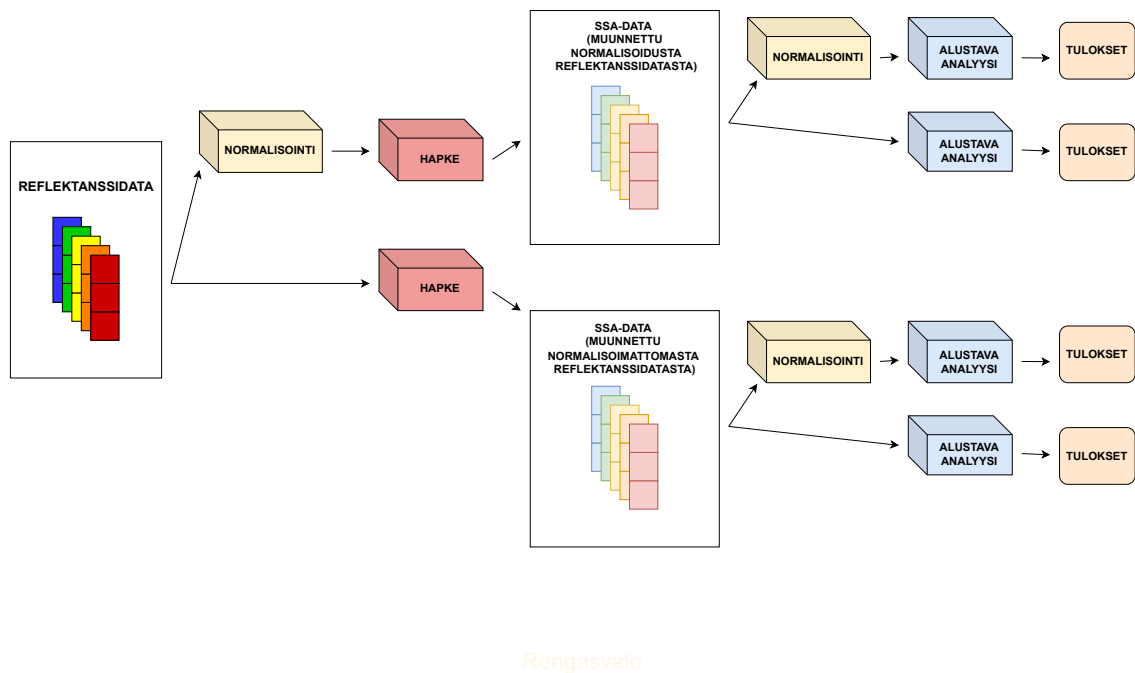 REFLEKTANSSIDATA
NORMALISOINTI
HAPKE
HAPKE
SSA-DATA
(MUUNNETTU
NORMALISOIDUSTA
REFLEKTANSSIDATASTA)
NORMALISOINTI
ALUSTAVA
ANALYYSI
TULOKSET
ALUSTAVA
ANALYYSI
TULOKSET
SSA-DATA
(MUUNNETTU
NORMALISOIMATTOMASTA
REFLEKTANSSIDATASTA)
NORMALISOINTI
ALUSTAVA
ANALYYSI
TULOKSET
ALUSTAVA
ANALYYSI
TULOKSET
Rengasvalo